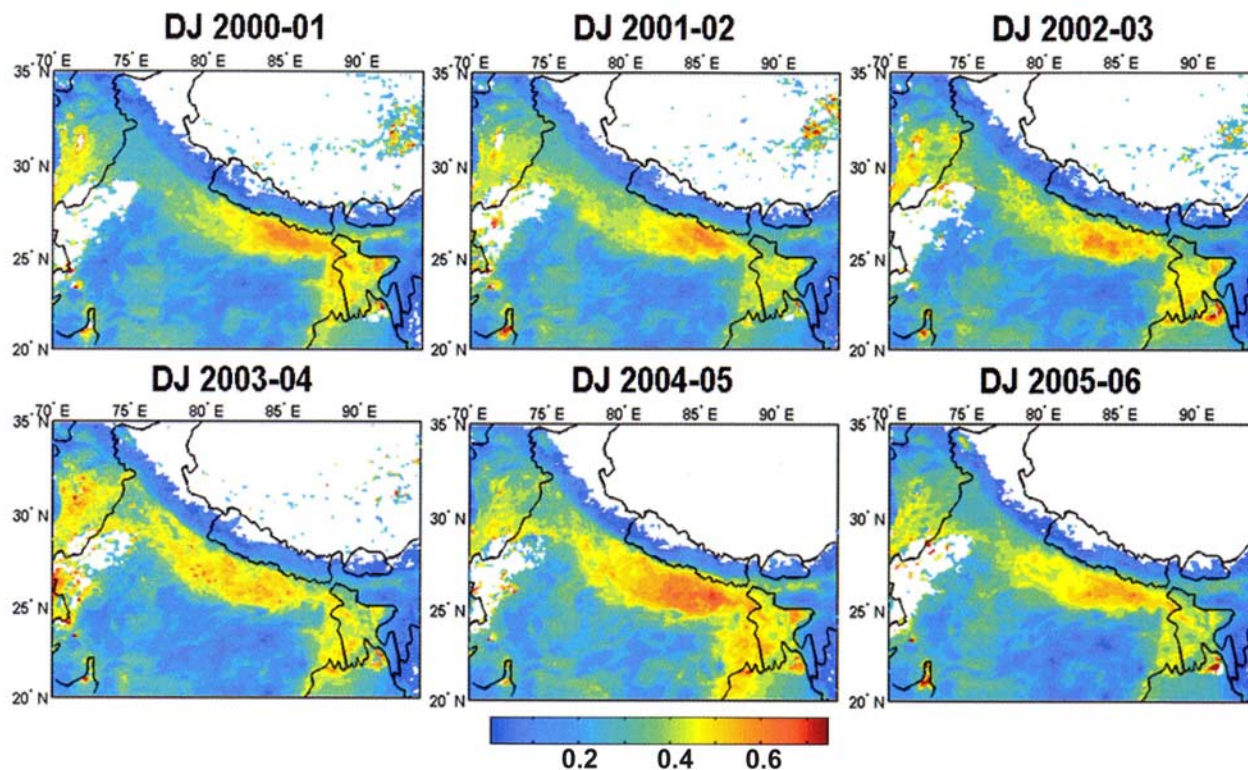 DJ 2000-01 DJ 2001-02 DJ 2002-03
70° E 75° E 80° E 85° E 90° E 70° E 75° E 80° E 85° E 90° E 70° E 75° E 80° E 85° E 90° E
35° N 35° N 35° N
30° N 30° N 30° N
25° N 25° N 25° N
20° N 20° N 20° N
DJ 2003-04 DJ 2004-05 DJ 2005-06
70° E 75° E 80° E 85° E 90° E 70° E 75° E 80° E 85° E 90° E 70° E 75° E 80° E 85° E 90° E
35° N 35° N 35° N
30° N 30° N 30° N
25° N 25° N 25° N
20° N 20° N 20° N
0.2 0.4 0.6